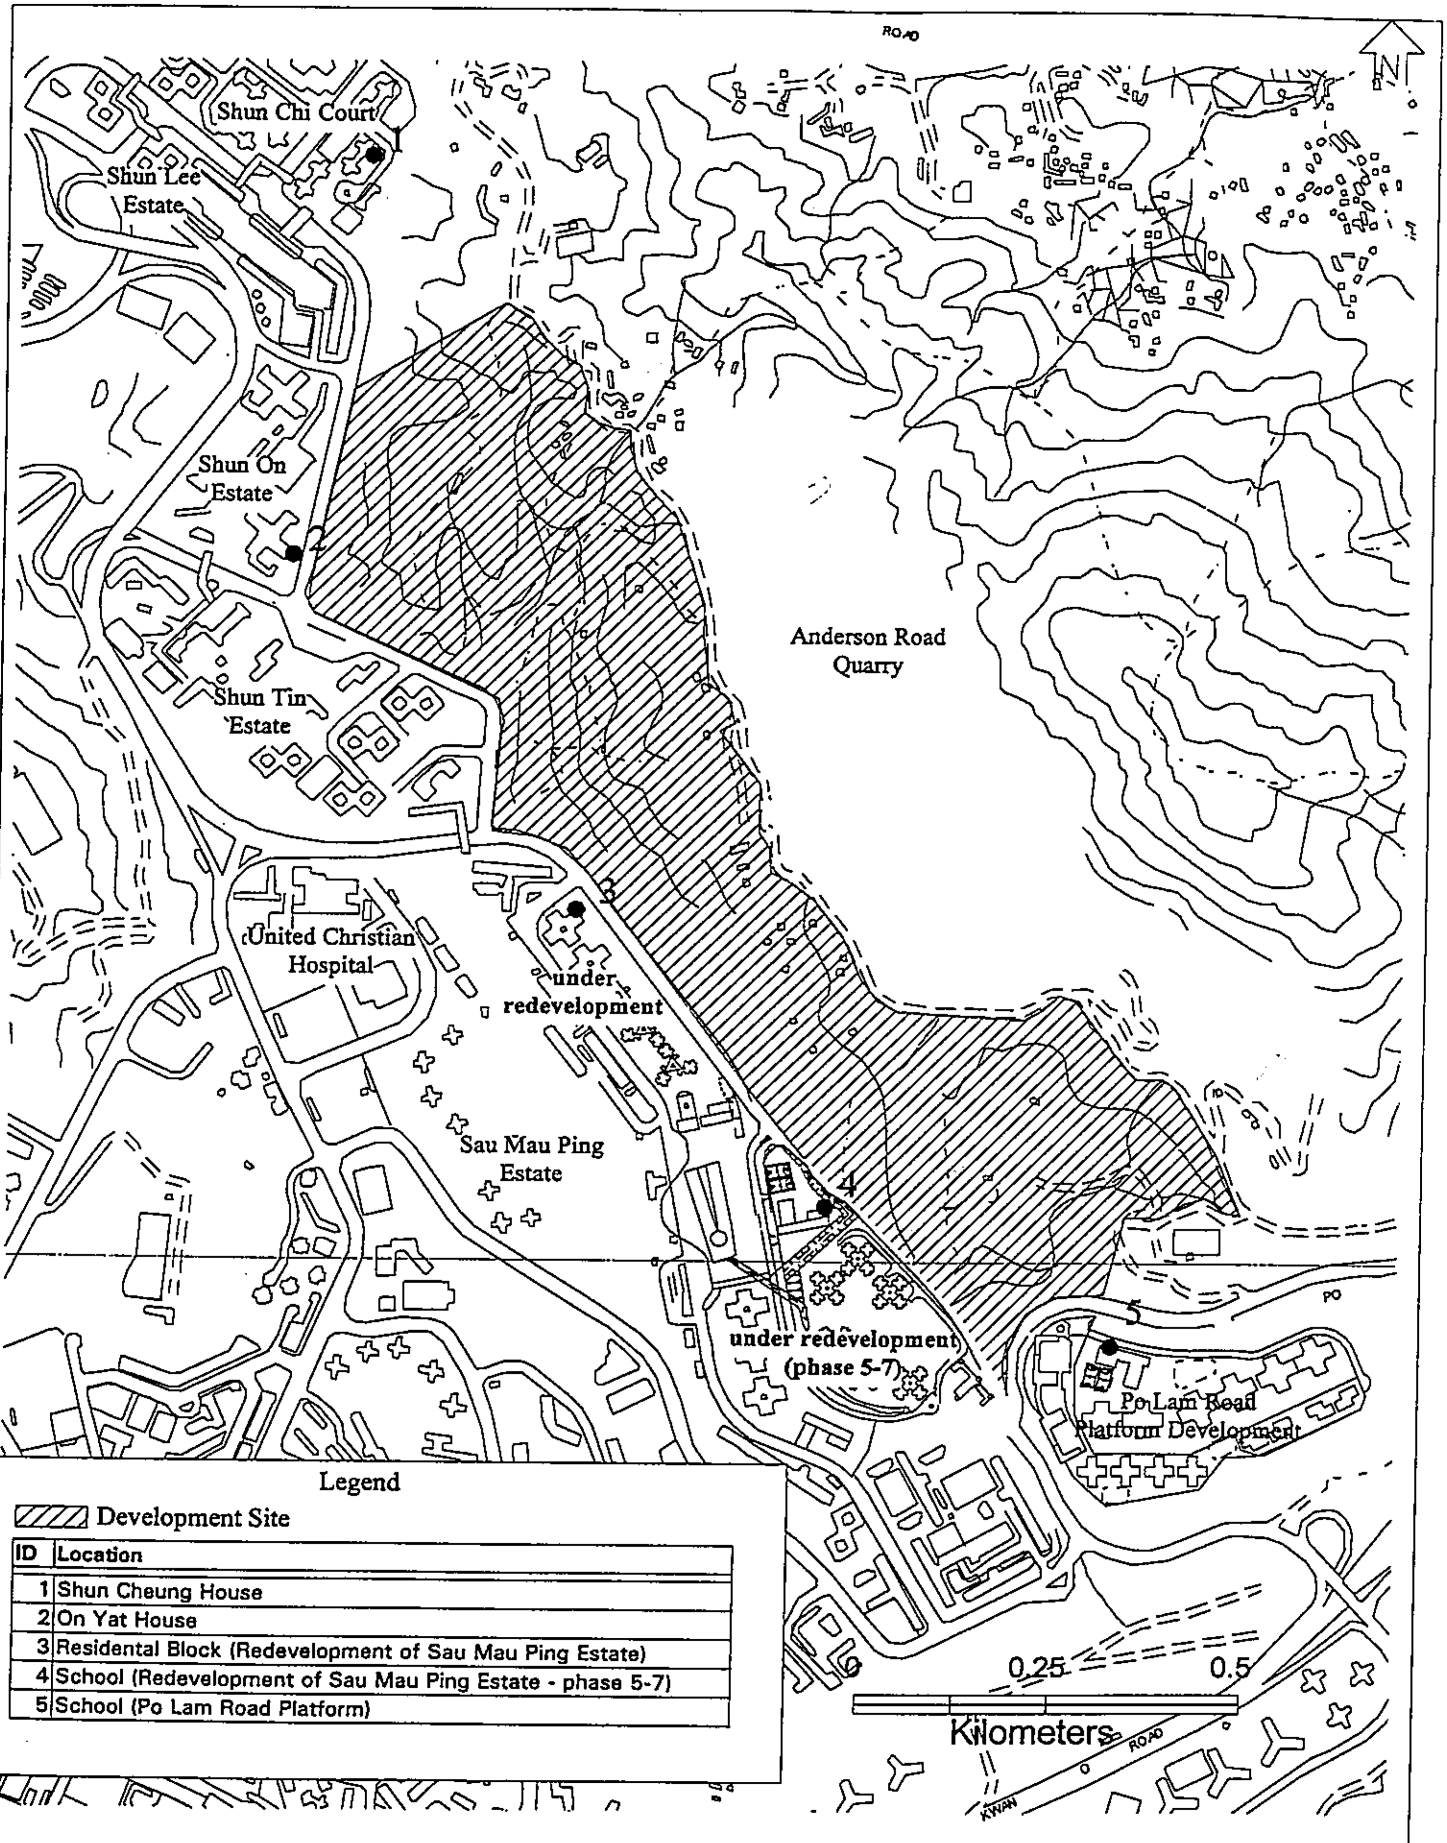 ROAD
N
Shun Chi Court
1
Shun Lee
Estate
Shun On
Estate
2
Anderson Road
Quarry
Shun Tin
Estate
3
United Christian
Hospital
under
redevelopment
Sau Mau Ping
Estate
4
PO
5
under redevelopment
(phase 5-7)
Po Lam Road
Platform Development
Legend
Development Site
ID Location
1 Shun Cheung House
2 On Yat House
3 Residental Block (Redevelopment of Sau Mau Ping Estate)
4 School (Redevelopment of Sau Mau Ping Estate - phase 5-7)
5 School (Po Lam Road Platform)
0 0.25 0.5
Kilometers
ROAD
KWAN